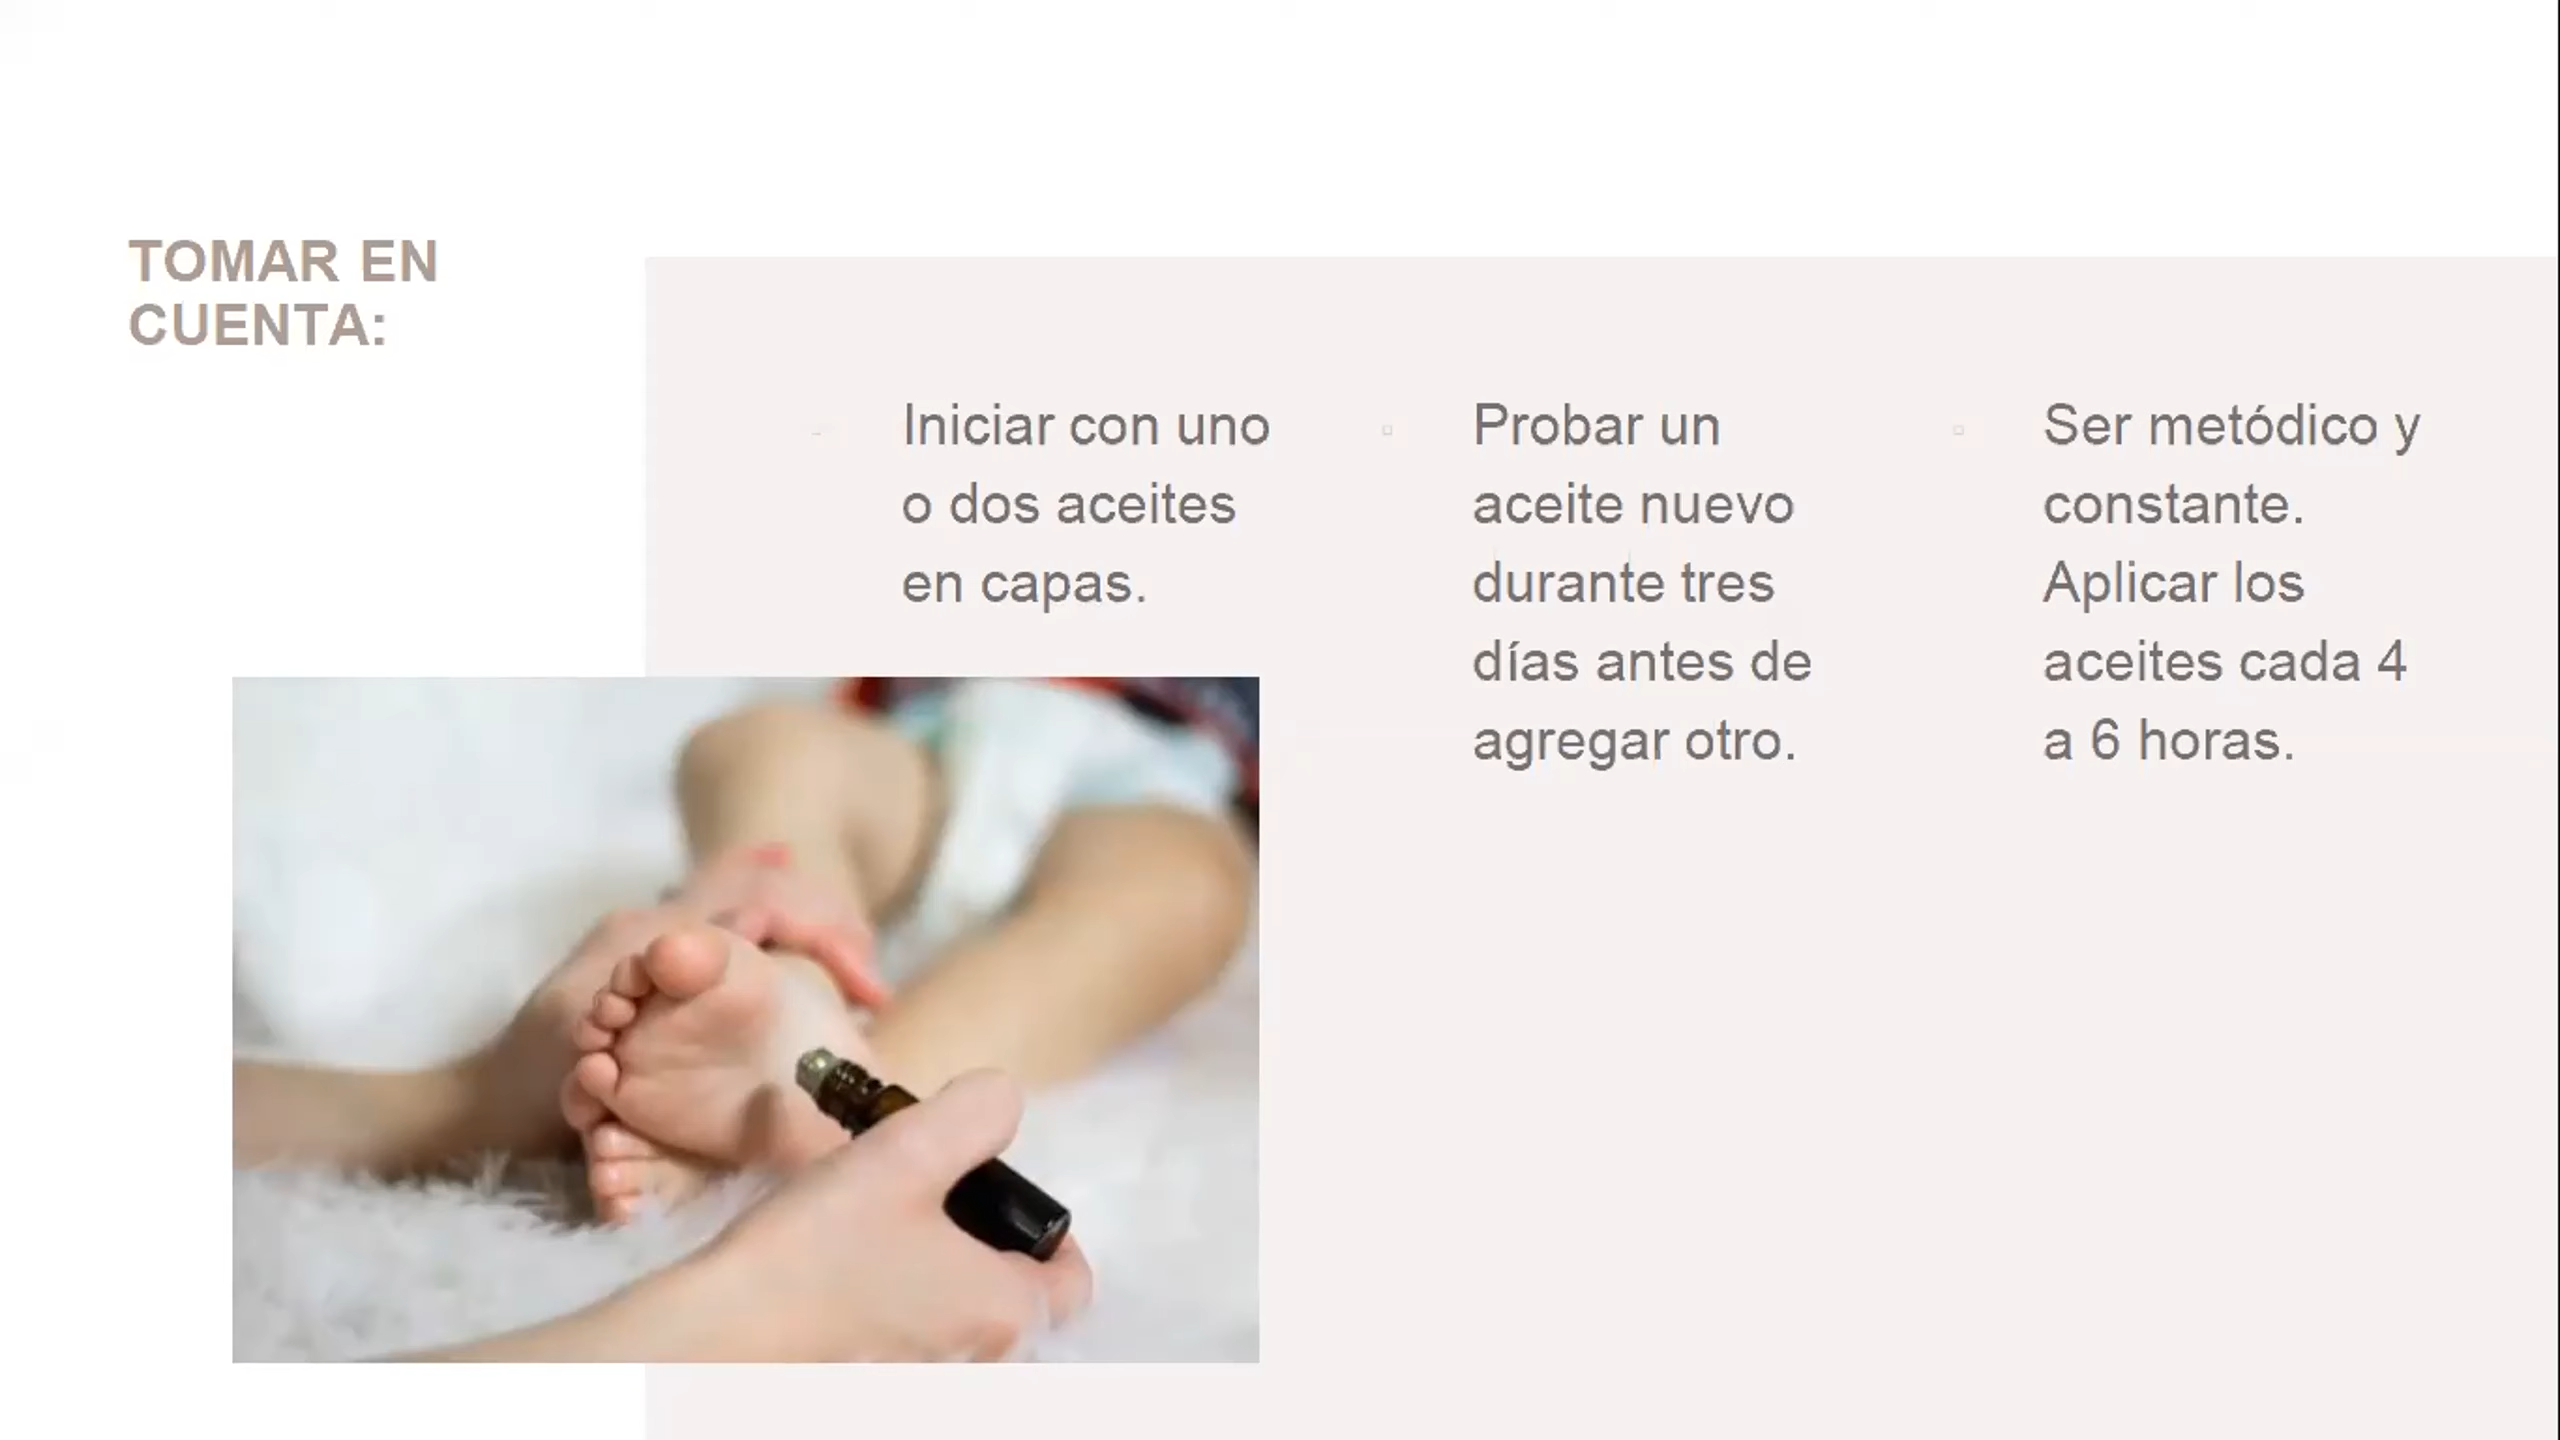 TOMAR EN
CUENTA:
Iniciar con uno
o dos aceites
en capas.
Probar un
aceite nuevo
durante tres
días antes de
agregar otro.
Ser metódico y
constante.
Aplicar los
aceites cada 4
a 6 horas.